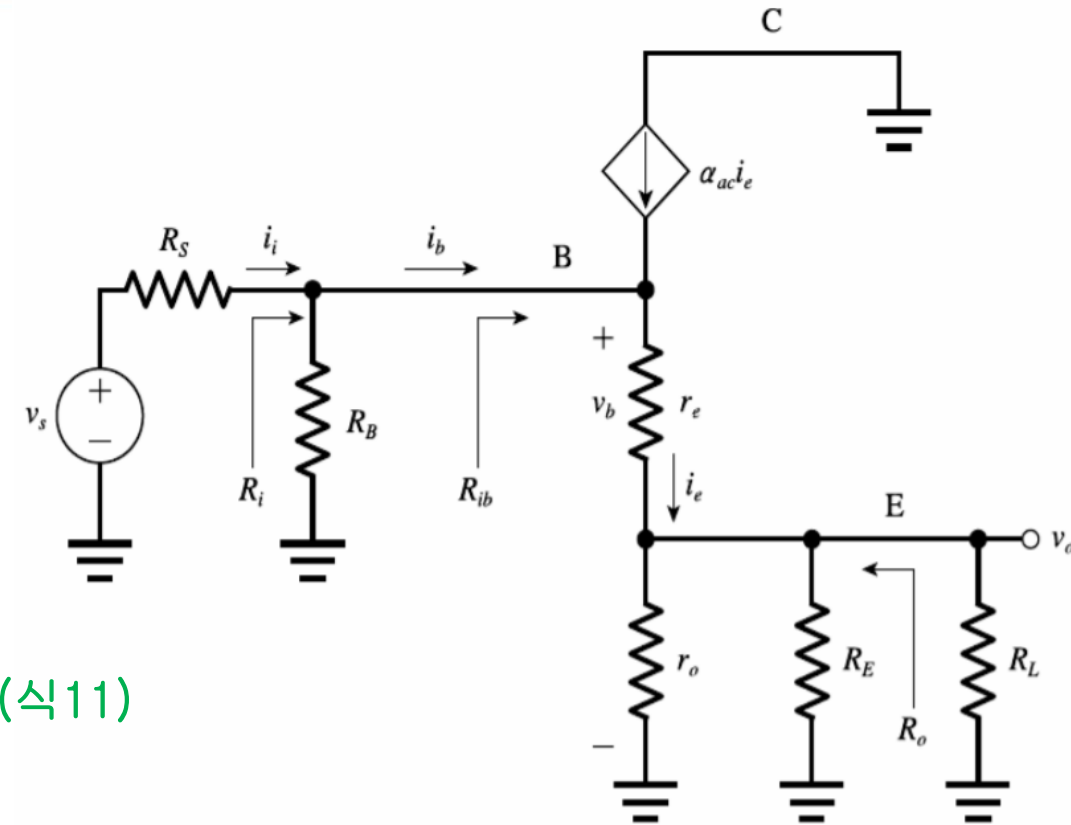 C
α_ac i_e
R_S
i_i
i_b
B
+
v_s
+
−
R_B
v_b
r_e
R_i
R_ib
i_e
E
v_o
r_o
R_E
R_L
R_o
−
(식11)